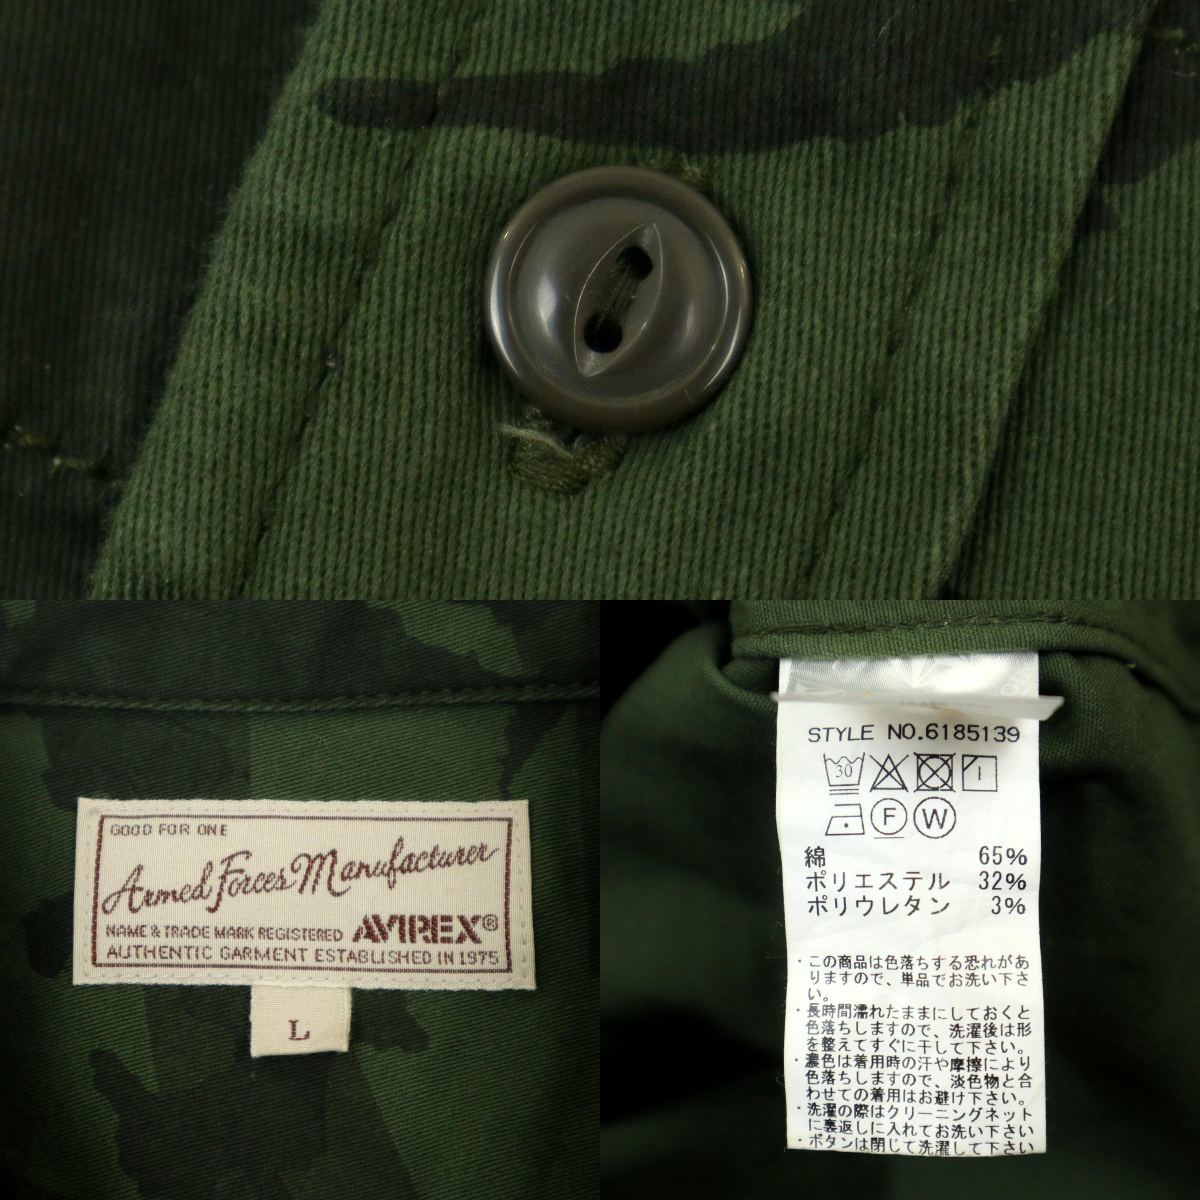 GOOD FOR ONE
Armed Forces Manufacturer
NAME & TRADE MARK REGISTERED AVIREX®
AUTHENTIC GARMENT ESTABLISHED IN 1975
L
STYLE NO.6185139
30
F W
綿 65%
ポリエステル 32%
ポリウレタン 3%
・この商品は色落ちする恐れがあ
りますので、単品でお洗い下さ
い。
・長時間濡れたままにしておくと
色落ちしますので、洗濯後は形
を整えてすぐに干して下さい。
・濃色は着用時の汗や摩擦により
色落ちしますので、淡色物と合
わせての着用はお避け下さい。
・洗濯の際はクリーニングネット
に裏返しに入れてお洗い下さい
・ボタンは閉じて洗濯して下さい